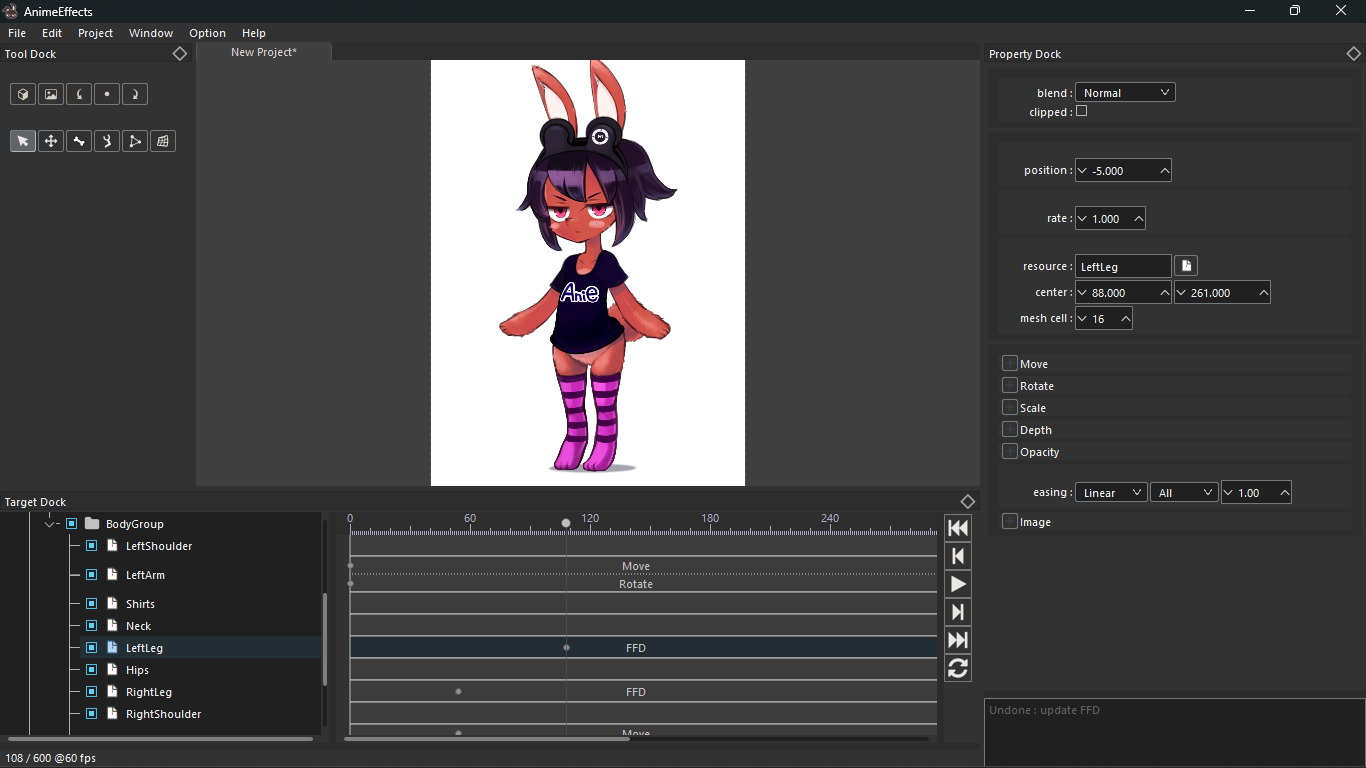 AnimeEffects
File Edit Project Window Option Help
Tool Dock
New Project*
Property Dock
blend : Normal
clipped :
position : -5.000
rate : 1.000
resource : LeftLeg
center : 88.000 261.000
mesh cell : 16
Move
Rotate
Scale
Depth
Opacity
easing : Linear All 1.00
Image
Anie
Target Dock
BodyGroup
LeftShoulder
LeftArm
Shirts
Neck
LeftLeg
Hips
RightLeg
RightShoulder
0 60 120 180 240
Move
Rotate
FFD
FFD
Move
Undone : update FFD
108 / 600 @60 fps